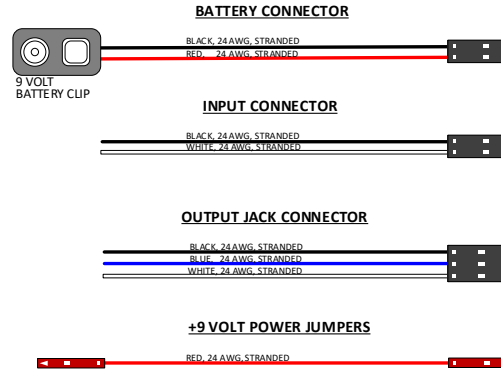 BATTERY CONNECTOR
BLACK, 24 AWG, STRANDED
RED, 24 AWG, STRANDED
9 VOLT
BATTERY CLIP
INPUT CONNECTOR
BLACK, 24 AWG, STRANDED
WHITE, 24 AWG, STRANDED
OUTPUT JACK CONNECTOR
BLACK, 24 AWG, STRANDED
BLUE, 24 AWG, STRANDED
WHITE, 24 AWG, STRANDED
+9 VOLT POWER JUMPERS
RED, 24 AWG, STRANDED